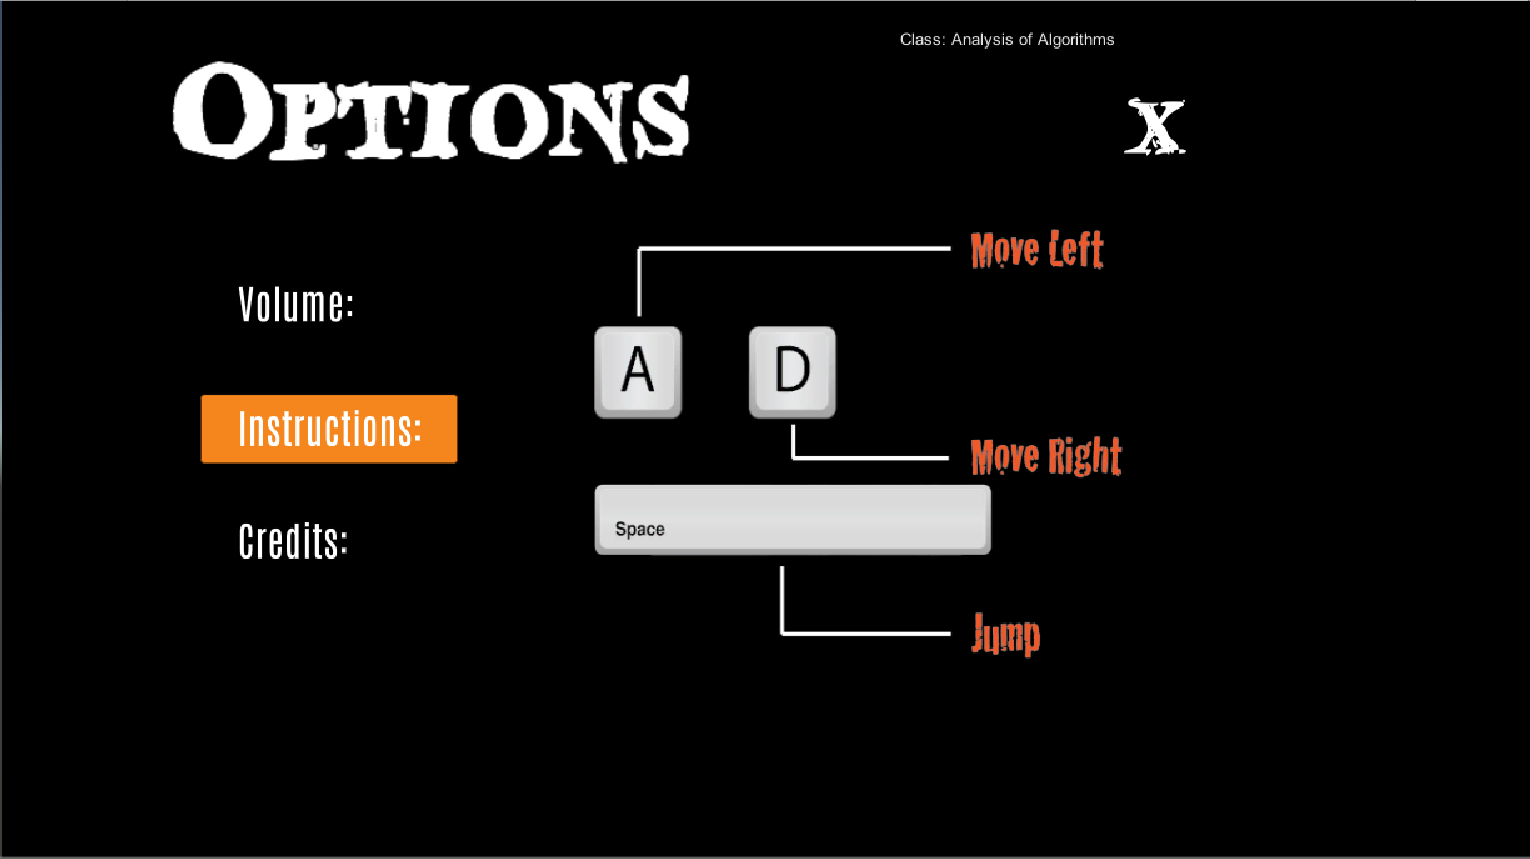 Class: Analysis of Algorithms
Options
X
Move Left
Volume:
A
D
Instructions:
Move Right
Space
Credits:
Jump